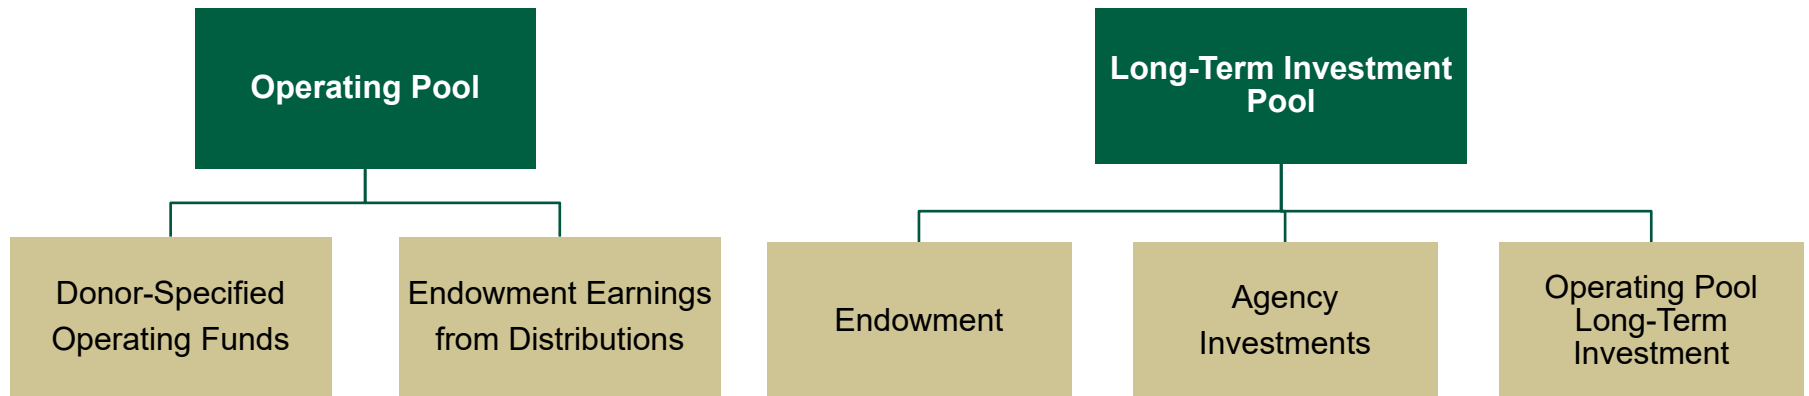 Operating Pool
Long-Term Investment
Pool
Donor-Specified
Operating Funds
Endowment Earnings
from Distributions
Endowment
Agency
Investments
Operating Pool
Long-Term
Investment